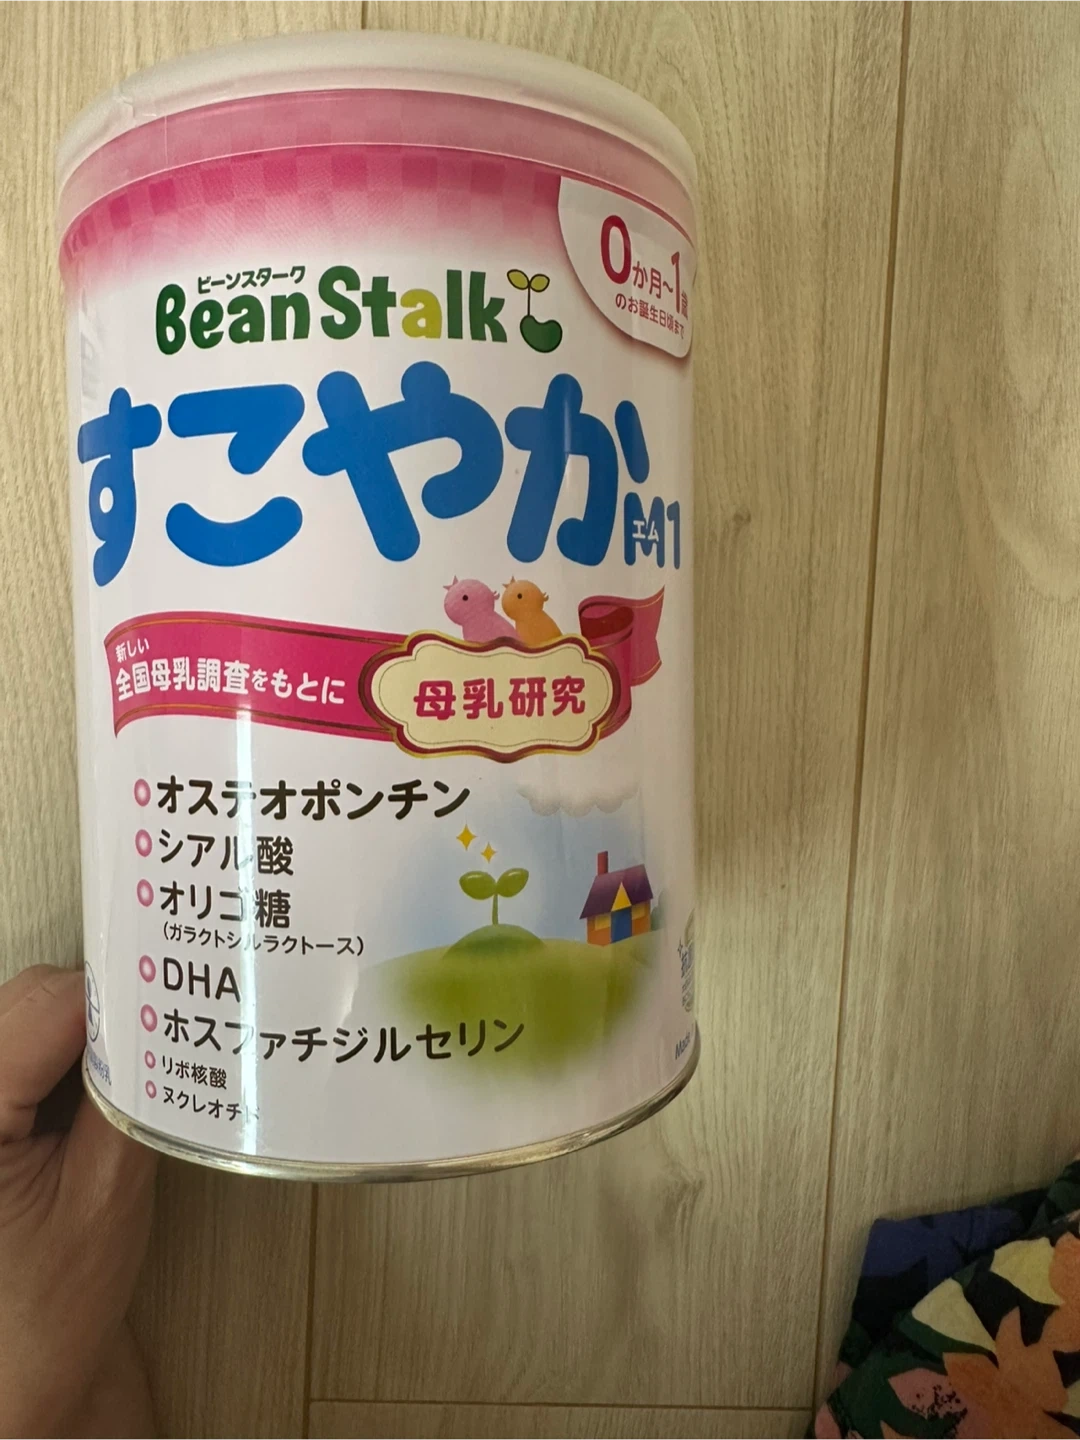 0か月~1歳
のお誕生日頃まで
ビーンスターク
BeanStalk
すこやか
エム
M1
新しい
全国母乳調査をもとに
母乳研究
オステオポンチン
シアル酸
オリゴ糖
(ガラクトシルラクトース)
DHA
ホスファチジルセリン
リボ核酸
ヌクレオチド